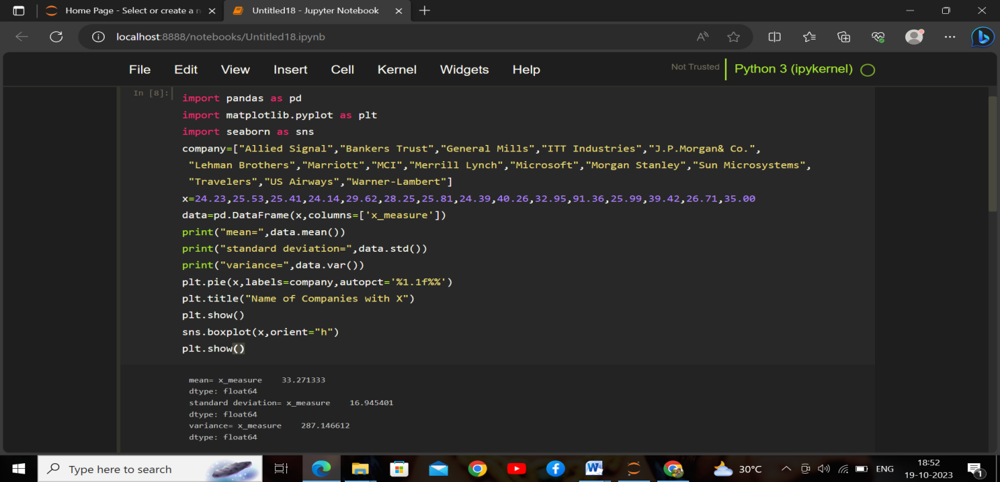 Home Page - Select or create a n
Untitled18 - Jupyter Notebook
localhost:8888/notebooks/Untitled18.ipynb
File Edit View Insert Cell Kernel Widgets Help
Not Trusted
Python 3 (ipykernel)
In [8]:
import pandas as pd
import matplotlib.pyplot as plt
import seaborn as sns
company=["Allied Signal","Bankers Trust","General Mills","ITT Industries","J.P.Morgan& Co.",
"Lehman Brothers","Marriott","MCI","Merrill Lynch","Microsoft","Morgan Stanley","Sun Microsystems",
"Travelers","US Airways","Warner-Lambert"]
x=24.23,25.53,25.41,24.14,29.62,28.25,25.81,24.39,40.26,32.95,91.36,25.99,39.42,26.71,35.00
data=pd.DataFrame(x,columns=['x_measure'])
print("mean=",data.mean())
print("standard deviation=",data.std())
print("variance=",data.var())
plt.pie(x,labels=company,autopct='%1.1f%%')
plt.title("Name of Companies with X")
plt.show()
sns.boxplot(x,orient="h")
plt.show()
mean= x_measure    33.271333
dtype: float64
standard deviation= x_measure    16.945401
dtype: float64
variance= x_measure    287.146612
dtype: float64
Type here to search
30°C
ENG
18:52
19-10-2023
1